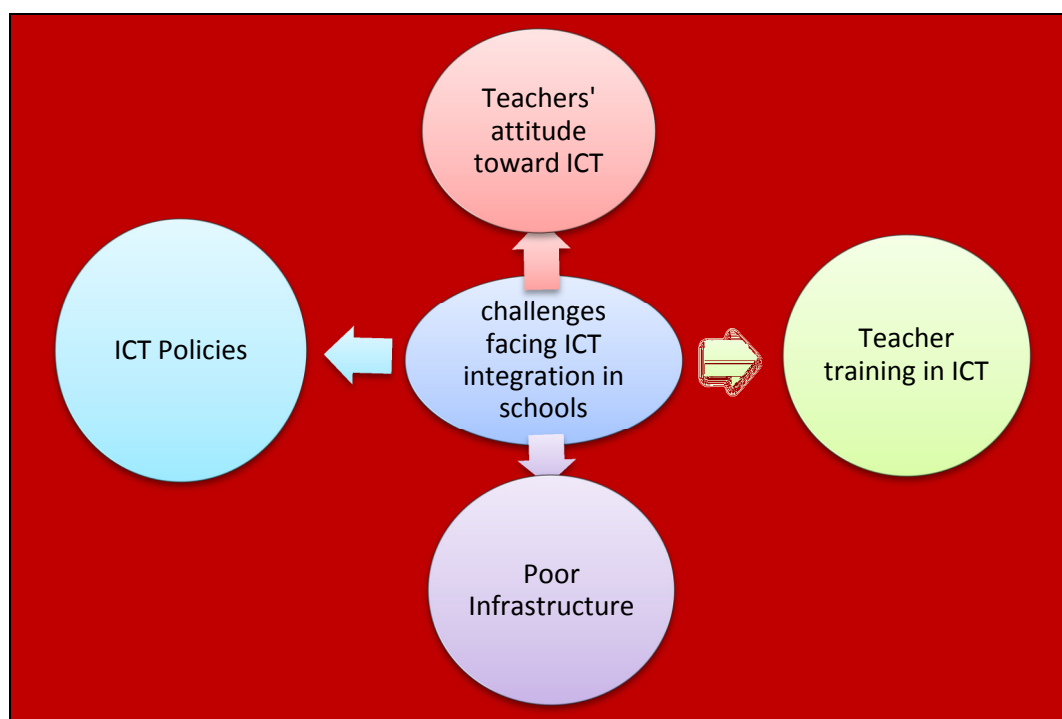 Teachers'
attitude
toward ICT
ICT Policies
challenges
facing ICT
integration in
schools
Teacher
training in ICT
Poor
Infrastructure